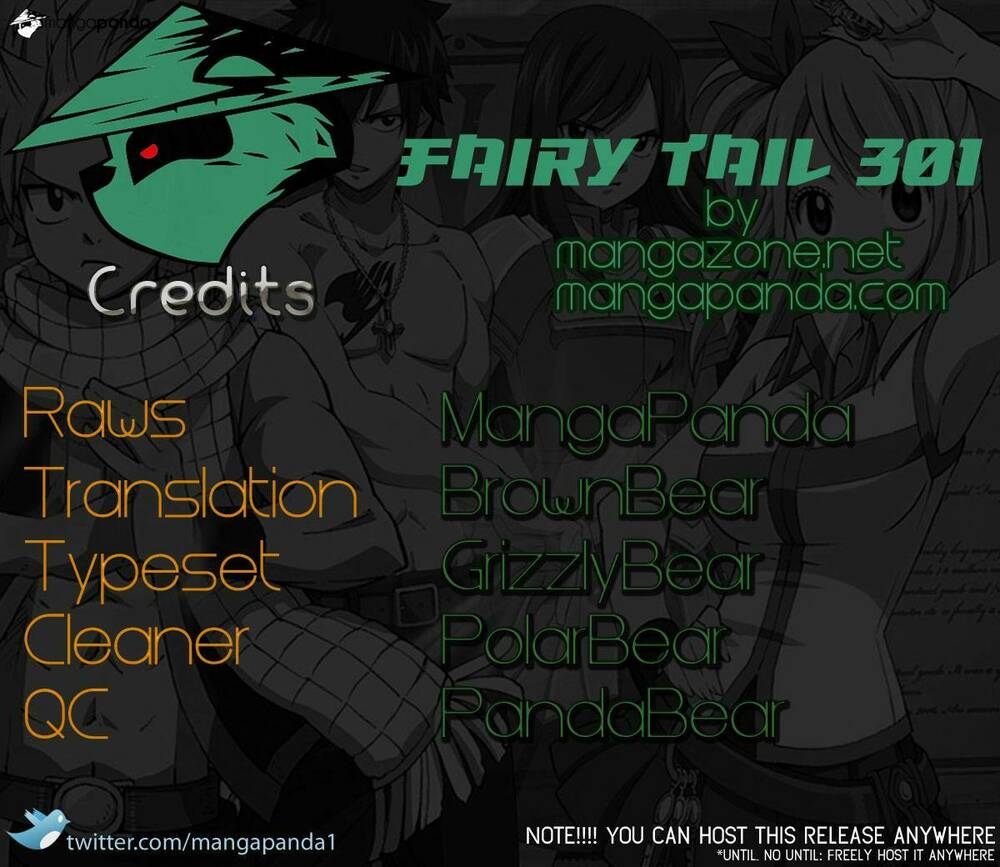 mangapanda
FAIRY TAIL 301
by
mangazone.net
mangapanda.com
Credits
Raws MangaPanda
Translation BrownBear
Typeset GrizzlyBear
Cleaner PolarBear
QC PandaBear
twitter.com/mangapanda1
NOTE!!!! YOU CAN HOST THIS RELEASE ANYWHERE
*UNTIL NO UNTIL; FREELY HOST IT ANYWHERE